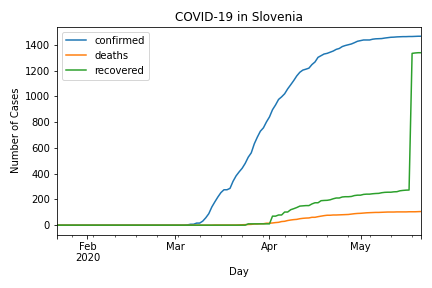 COVID-19 in Slovenia
confirmed
deaths
recovered
Number of Cases
1400
1200
1000
800
600
400
200
0
Feb
2020
Mar
Apr
May
Day